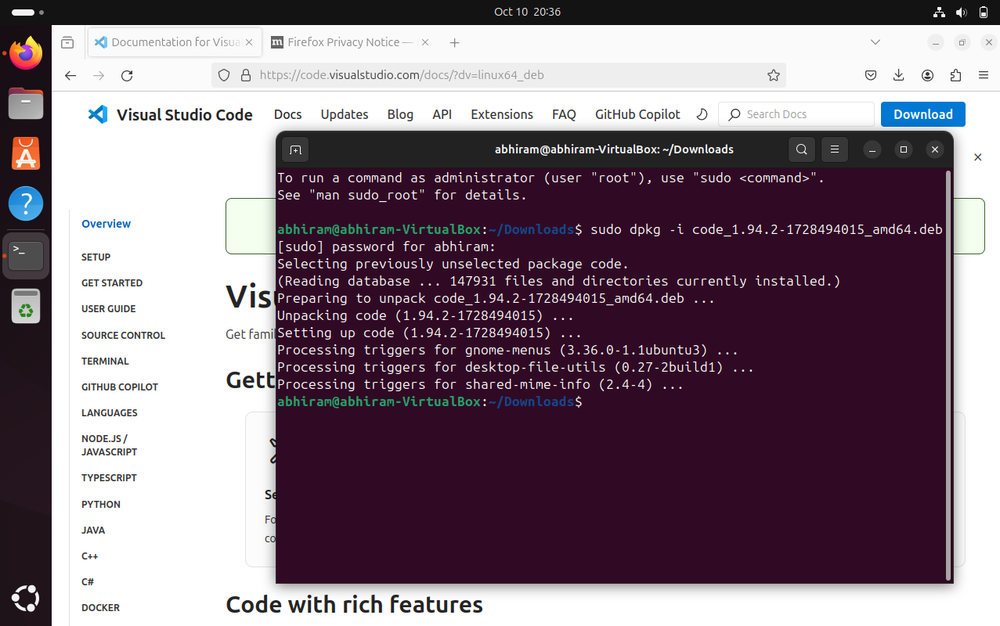 Oct 10 20:36
Documentation for Visua
Firefox Privacy Notice —
https://code.visualstudio.com/docs/?dv=linux64_deb
Visual Studio Code
Docs
Updates
Blog
API
Extensions
FAQ
GitHub Copilot
Search Docs
Download
abhiram@abhiram-VirtualBox: ~/Downloads
To run a command as administrator (user "root"), use "sudo <command>".
See "man sudo_root" for details.
abhiram@abhiram-VirtualBox:~/Downloads$ sudo dpkg -i code_1.94.2-1728494015_amd64.deb
[sudo] password for abhiram:
Selecting previously unselected package code.
(Reading database ... 147931 files and directories currently installed.)
Preparing to unpack code_1.94.2-1728494015_amd64.deb ...
Unpacking code (1.94.2-1728494015) ...
Setting up code (1.94.2-1728494015) ...
Processing triggers for gnome-menus (3.36.0-1.1ubuntu3) ...
Processing triggers for desktop-file-utils (0.27-2build1) ...
Processing triggers for shared-mime-info (2.4-4) ...
abhiram@abhiram-VirtualBox:~/Downloads$
Overview
SETUP
GET STARTED
USER GUIDE
SOURCE CONTROL
TERMINAL
GITHUB COPILOT
LANGUAGES
NODE.JS /
JAVASCRIPT
TYPESCRIPT
PYTHON
JAVA
C++
C#
DOCKER
Vis
Get fami
Gett
Se
Fo
co
Code with rich features